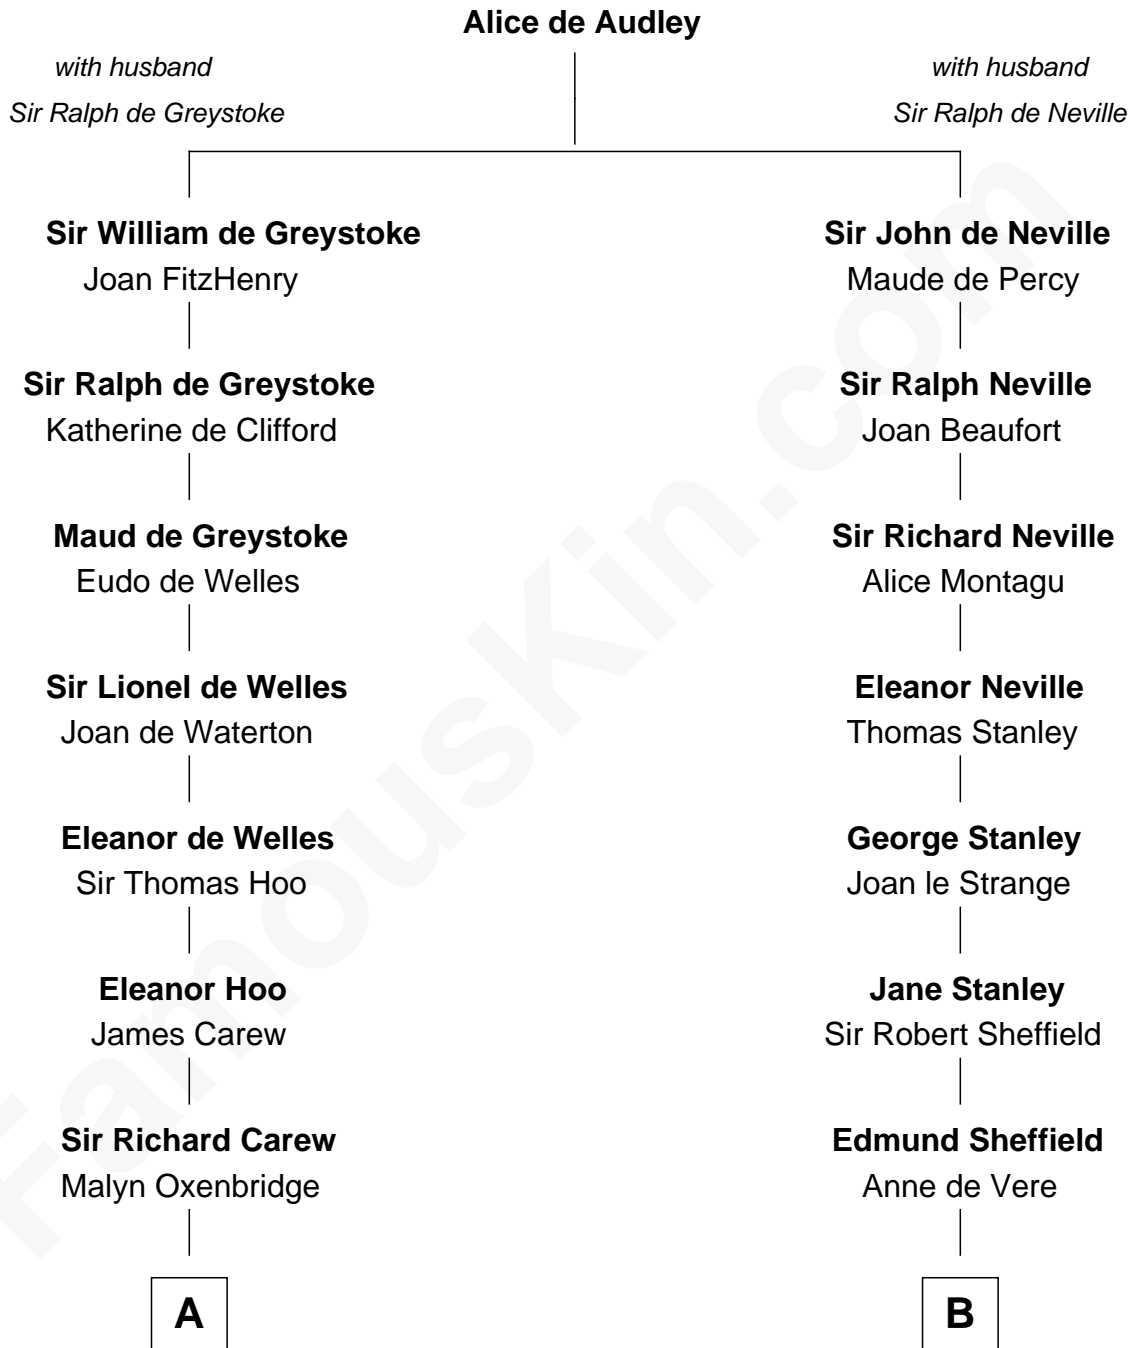 Alice de Audley
with husband
Sir Ralph de Greystoke
with husband
Sir Ralph de Neville
Sir William de Greystoke
Joan FitzHenry
Sir John de Neville
Maude de Percy
Sir Ralph de Greystoke
Katherine de Clifford
Sir Ralph Neville
Joan Beaufort
Maud de Greystoke
Eudo de Welles
Sir Richard Neville
Alice Montagu
Sir Lionel de Welles
Joan de Waterton
Eleanor Neville
Thomas Stanley
Eleanor de Welles
Sir Thomas Hoo
George Stanley
Joan le Strange
Eleanor Hoo
James Carew
Jane Stanley
Sir Robert Sheffield
Sir Richard Carew
Malyn Oxenbridge
Edmund Sheffield
Anne de Vere
A
B
FamousKin.com